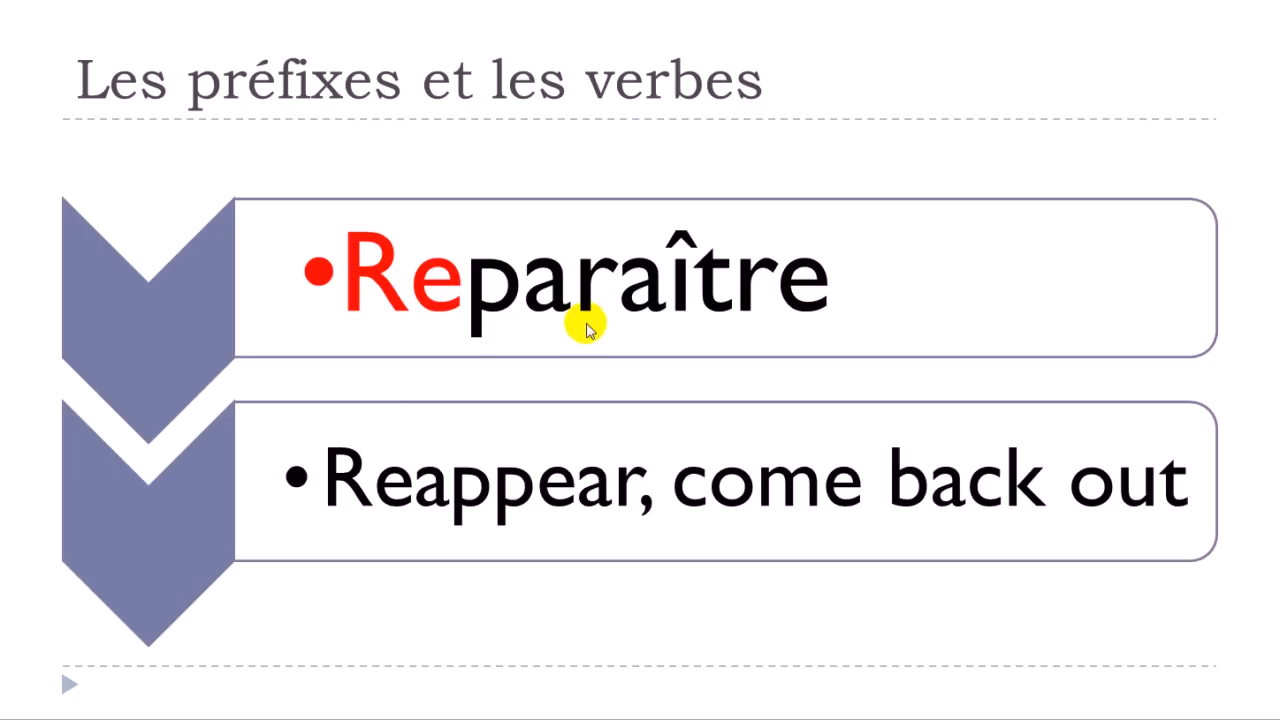 Les préfixes et les verbes
•Reparaître
•Reappear, come back out